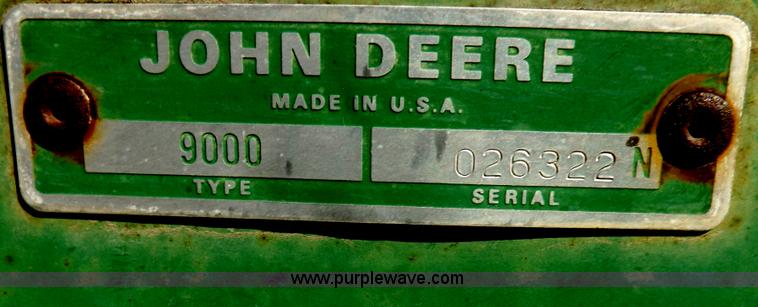 JOHN DEERE
MADE IN U.S.A.
9000 026322 N
TYPE SERIAL
www.purplewave.com